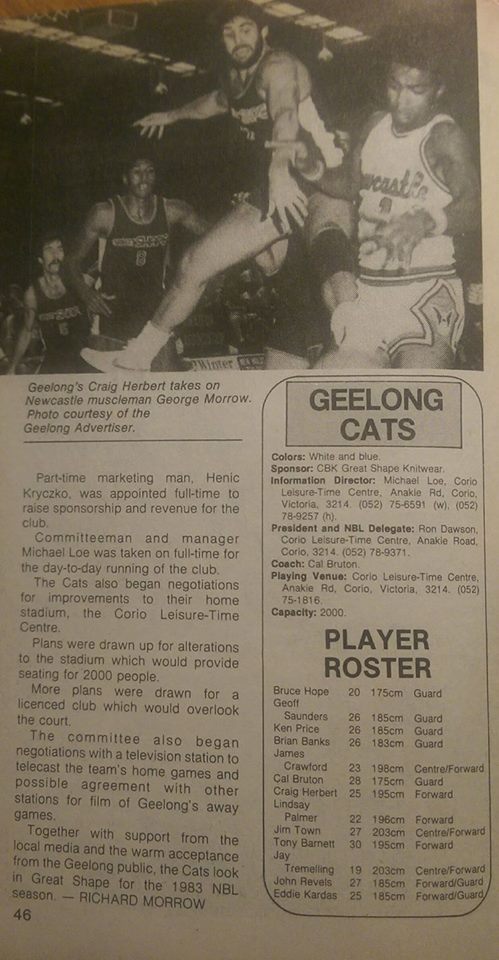 Newcastle
2 Winter
Geelong's Craig Herbert takes on
Newcastle muscleman George Morrow.
Photo courtesy of the
Geelong Advertiser.
Part-time marketing man, Henic
Kryczko, was appointed full-time to
raise sponsorship and revenue for the
club.
Committeeman and manager
Michael Loe was taken on full-time for
the day-to-day running of the club.
The Cats also began negotiations
for improvements to their home
stadium, the Corio Leisure-Time
Centre.
Plans were drawn up for alterations
to the stadium which would provide
seating for 2000 people.
More plans were drawn for a
licenced club which would overlook
the court.
The committee also began
negotiations with a television station to
telecast the team's home games and
possible agreement with other
stations for film of Geelong's away
games.
Together with support from the
local media and the warm acceptance
from the Geelong public, the Cats look
in Great Shape for the 1983 NBL
season. — RICHARD MORROW
46
GEELONG
CATS
Colors: White and blue.
Sponsor: CBK Great Shape Knitwear.
Information Director: Michael Loe, Corio
Leisure-Time Centre, Anakie Rd, Corio,
Victoria, 3214. (052) 75-6591 (w), (052)
78-9257 (h).
President and NBL Delegate: Ron Dawson,
Corio Leisure-Time Centre, Anakie Road,
Corio, 3214. (052) 78-9371.
Coach: Cal Bruton.
Playing Venue: Corio Leisure-Time Centre,
Anakie Rd, Corio, Victoria, 3214. (052)
75-1816.
Capacity: 2000.
PLAYER
ROSTER
Bruce Hope 20 175cm Guard
Geoff
Saunders 26 185cm Guard
Ken Price 26 185cm Guard
Brian Banks 26 183cm Guard
James
Crawford 23 198cm Centre/Forward
Cal Bruton 28 175cm Guard
Craig Herbert 25 195cm Forward
Lindsay
Palmer 22 196cm Forward
Jim Town 27 203cm Centre/Forward
Tony Barnett 30 195cm Forward
Jay
Tremelling 19 203cm Centre/Forward
John Revels 27 185cm Forward/Guard
Eddie Kardas 25 185cm Forward/Guard